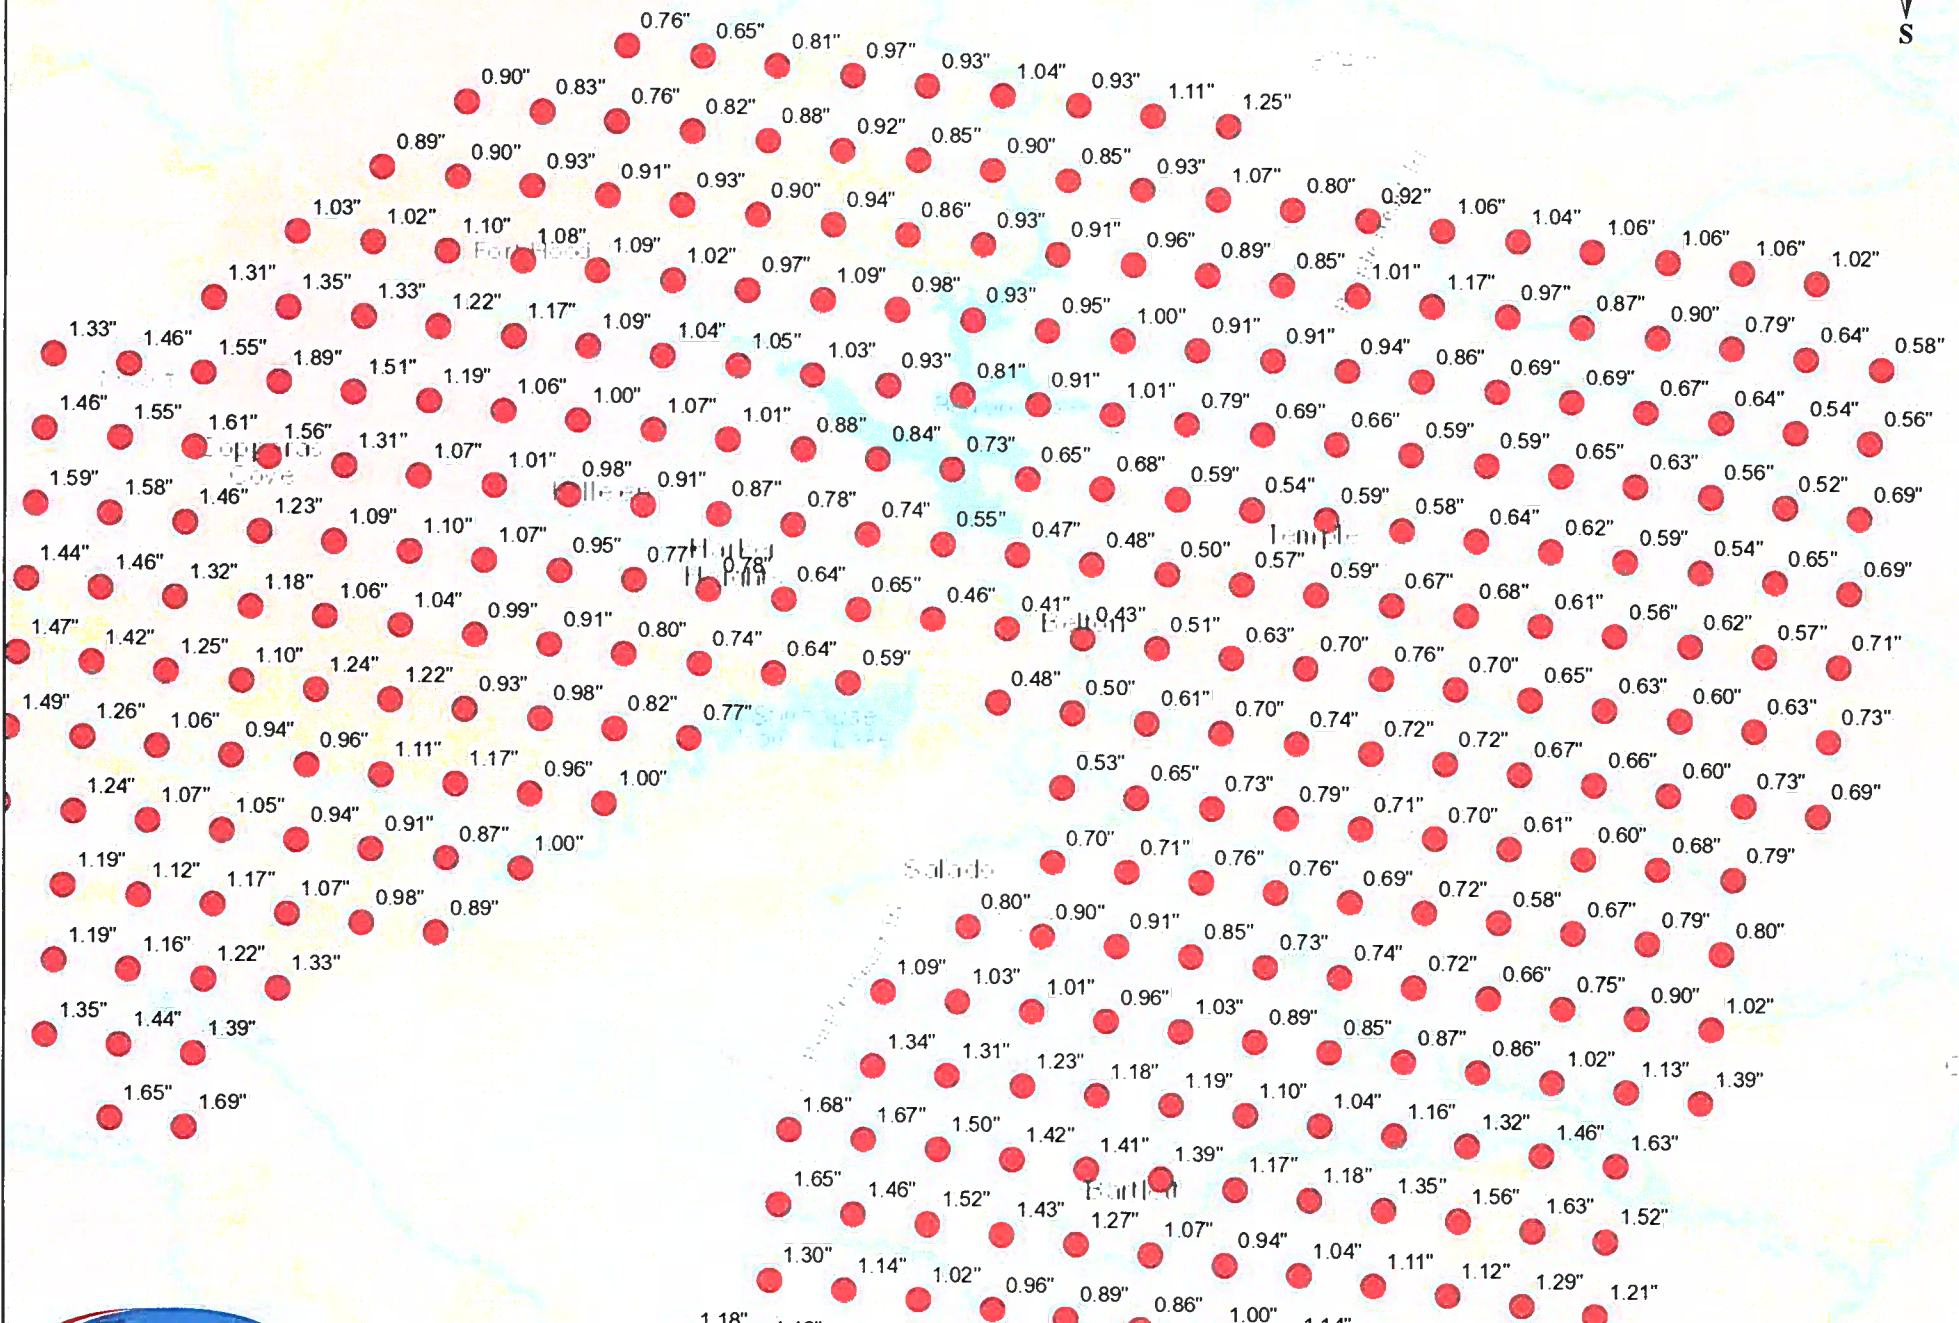 S
0.76" 0.65" 0.81" 0.97" 0.93" 1.04" 0.93" 1.11" 1.25"
0.90" 0.83" 0.76" 0.82" 0.88" 0.92" 0.85" 0.90" 0.85" 0.93" 1.07" 0.80" 0.92" 1.06" 1.04" 1.06" 1.06" 1.06" 1.02"
0.89" 0.90" 0.93" 0.91" 0.93" 0.90" 0.94" 0.86" 0.93" 0.91" 0.96" 0.89" 0.85" 1.01" 1.17" 0.97" 0.87" 0.90" 0.79" 0.64" 0.58"
1.03" 1.02" 1.10" 1.08" 1.09" 1.02" 0.97" 1.09" 0.98" 0.93" 0.95" 1.00" 0.91" 0.91" 0.94" 0.86" 0.69" 0.69" 0.67" 0.64" 0.54" 0.56"
Fort Hood
1.31" 1.35" 1.33" 1.22" 1.17" 1.09" 1.04" 1.05" 1.03" 0.93" 0.81" 0.91" 1.01" 0.79" 0.69" 0.66" 0.59" 0.59" 0.65" 0.63" 0.56" 0.52" 0.69"
1.33" 1.46" 1.55" 1.89" 1.51" 1.19" 1.06" 1.00" 1.07" 1.01" 0.88" 0.84" 0.73" 0.65" 0.68" 0.59" 0.54" 0.59" 0.58" 0.64" 0.62" 0.59" 0.54" 0.65" 0.69"
Copperas
Cove
1.46" 1.55" 1.61" 1.56" 1.31" 1.07" 1.01" 0.98" 0.91" 0.87" 0.78" 0.74" 0.55" 0.47" 0.48" 0.50" 0.57" 0.59" 0.67" 0.68" 0.61" 0.56" 0.62" 0.57" 0.71"
Killeen
Temple
1.59" 1.58" 1.46" 1.23" 1.09" 1.10" 1.07" 0.95" 0.77" 0.78" 0.64" 0.65" 0.46" 0.41" 0.43" 0.51" 0.63" 0.70" 0.76" 0.70" 0.65" 0.63" 0.60" 0.63" 0.73"
Harker
Heights
Belton
1.44" 1.46" 1.32" 1.18" 1.06" 1.04" 0.99" 0.91" 0.80" 0.74" 0.64" 0.59" 0.48" 0.50" 0.61" 0.70" 0.74" 0.72" 0.72" 0.67" 0.66" 0.60" 0.73" 0.69"
1.47" 1.42" 1.25" 1.10" 1.24" 1.22" 0.93" 0.98" 0.82" 0.77" 0.53" 0.65" 0.73" 0.79" 0.71" 0.70" 0.61" 0.60" 0.68" 0.79"
1.49" 1.26" 1.06" 0.94" 0.96" 1.11" 1.17" 0.96" 1.00" 0.70" 0.71" 0.76" 0.76" 0.69" 0.72" 0.58" 0.67" 0.79" 0.80"
Salado
1.24" 1.07" 1.05" 0.94" 0.91" 0.87" 1.00" 0.80" 0.90" 0.91" 0.85" 0.73" 0.74" 0.72" 0.66" 0.75" 0.90" 1.02"
1.19" 1.12" 1.17" 1.07" 0.98" 0.89" 1.09" 1.03" 1.01" 0.96" 1.03" 0.89" 0.85" 0.87" 0.86" 1.02" 1.13" 1.39"
1.19" 1.16" 1.22" 1.33" 1.34" 1.31" 1.23" 1.18" 1.19" 1.10" 1.04" 1.16" 1.32" 1.46" 1.63"
1.35" 1.44" 1.39" 1.68" 1.67" 1.50" 1.42" 1.41" 1.39" 1.17" 1.18" 1.35" 1.56" 1.63" 1.52"
Bartlett
1.65" 1.69" 1.65" 1.46" 1.52" 1.43" 1.27" 1.07" 0.94" 1.04" 1.11" 1.12" 1.29" 1.21"
1.30" 1.14" 1.02" 0.96" 0.89" 0.86" 1.00"
1.18"